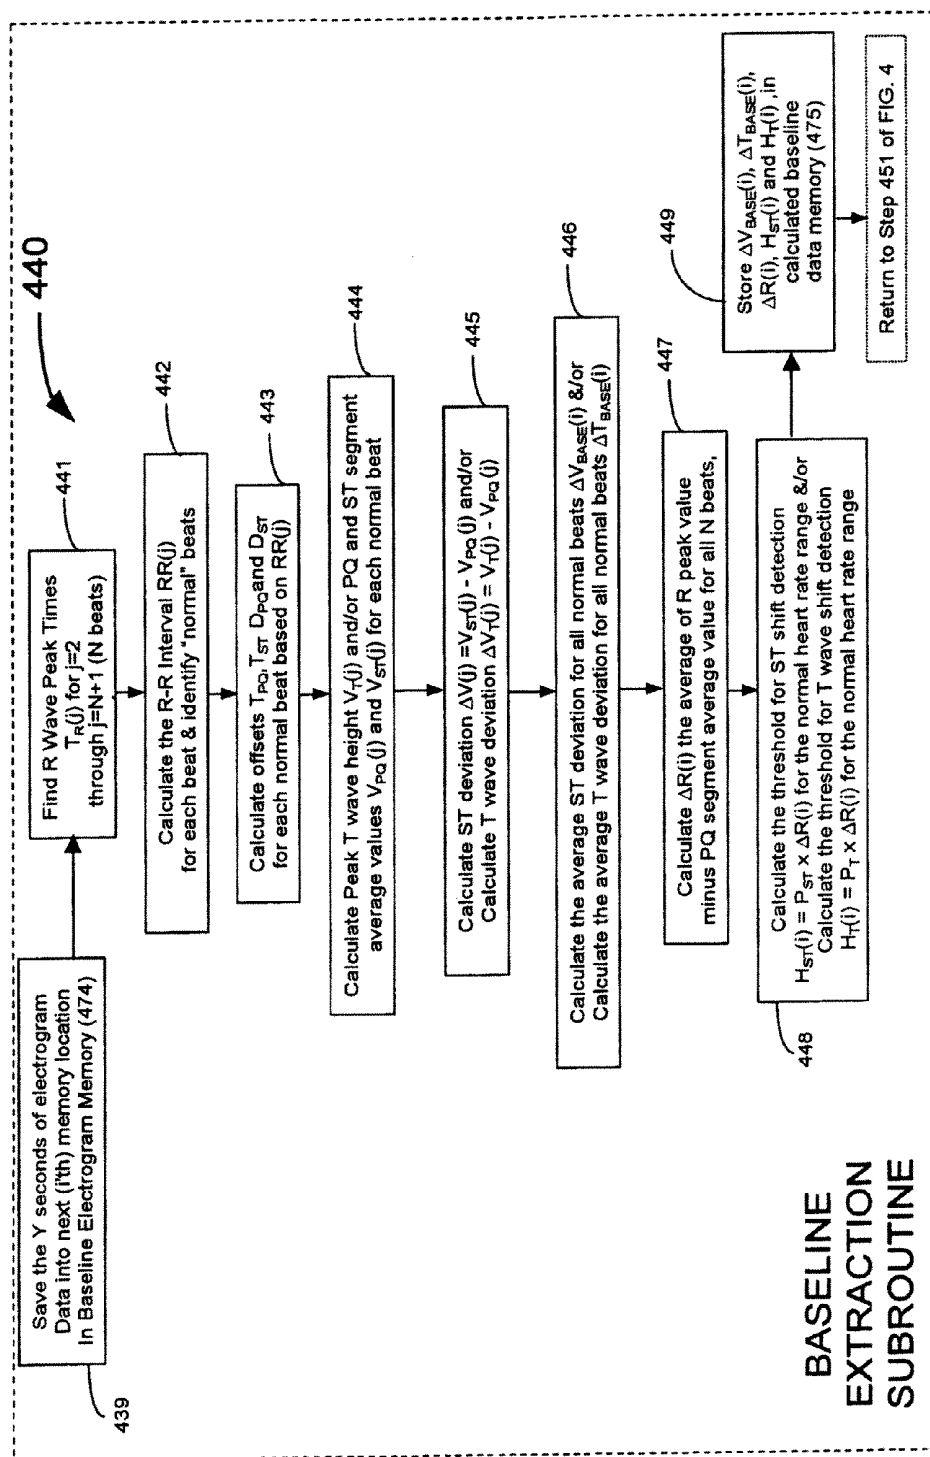 440
Save the Y seconds of electrogram
Data into next (i'th) memory location
In Baseline Electrogram Memory (474)
439
Find R Wave Peak Times
T_R(j) for j=2
through j=N+1 (N beats)
441
Calculate the R-R Interval RR(j)
for each beat & identify "normal" beats
442
Calculate offsets T_PQ, T_ST D_PQ and D_ST
for each normal beat based on RR(j)
443
Calculate Peak T wave height V_T(j) and/or PQ and ST segment
average values V_PQ(j) and V_ST(j) for each normal beat
444
Calculate ST deviation ΔV(j) =V_ST(j) - V_PQ(j) and/or
Calculate T wave deviation ΔV_T(j) = V_T(j) - V_PQ(j)
445
Calculate the average ST deviation for all normal beats ΔV_BASE(i) &/or
Calculate the average T wave deviation for all normal beats ΔT_BASE(i)
446
Calculate ΔR(i) the average of R peak value
minus PQ segment average value for all N beats,
447
Calculate the threshold for ST shift detection
H_ST(i) = P_ST x ΔR(i) for the normal heart rate range &/or
Calculate the threshold for T wave shift detection
H_T(i) = P_T x ΔR(i) for the normal heart rate range
448
Store ΔV_BASE(i), ΔT_BASE(i),
ΔR(i), H_ST(i) and H_T(i) ,in
calculated baseline
data memory (475)
449
Return to Step 451 of FIG. 4
BASELINE
EXTRACTION
SUBROUTINE